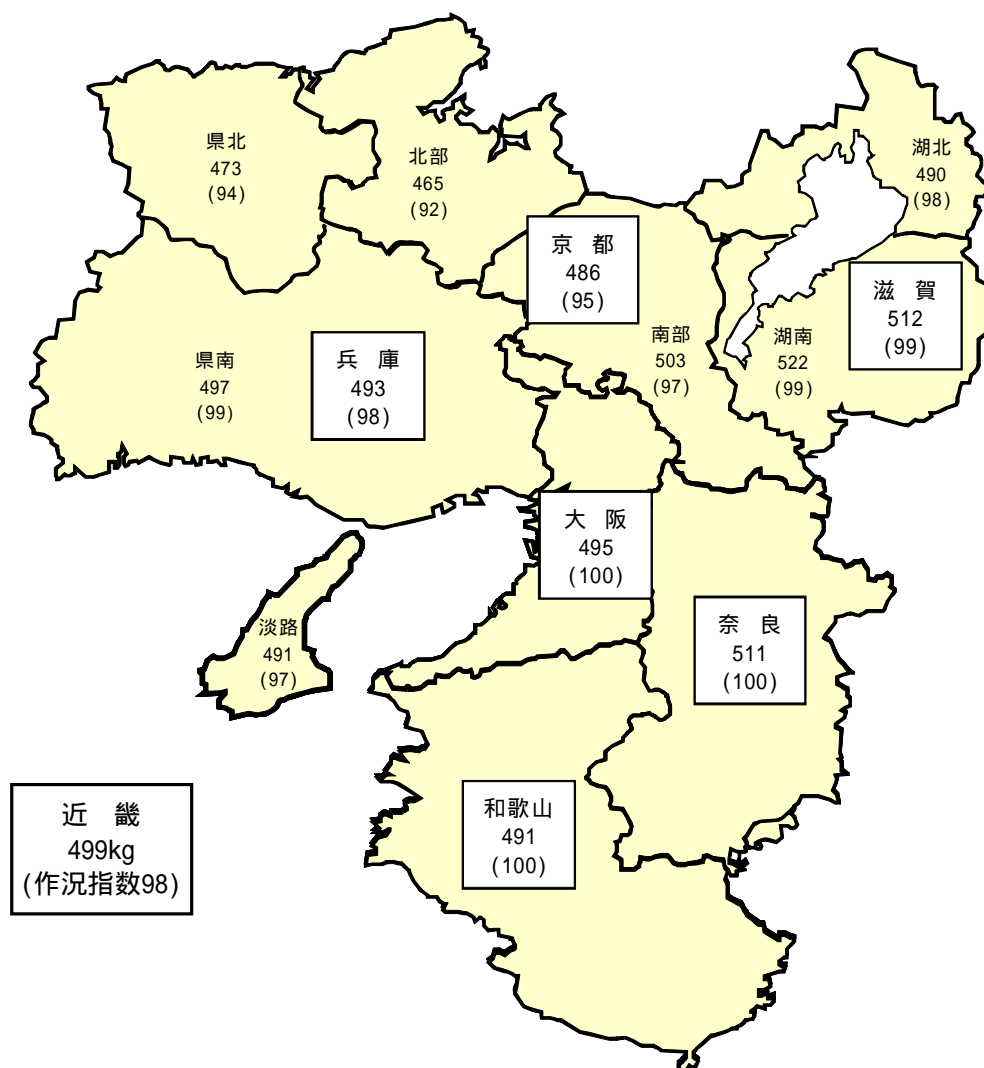 県北
473
(94)
北部
465
(92)
湖北
490
(98)
京 都
486
(95)
滋 賀
512
(99)
県南
497
(99)
兵 庫
493
(98)
南部
503
(97)
湖南
522
(99)
大 阪
495
(100)
淡路
491
(97)
奈 良
511
(100)
和歌山
491
(100)
近 畿
499kg
(作況指数98)